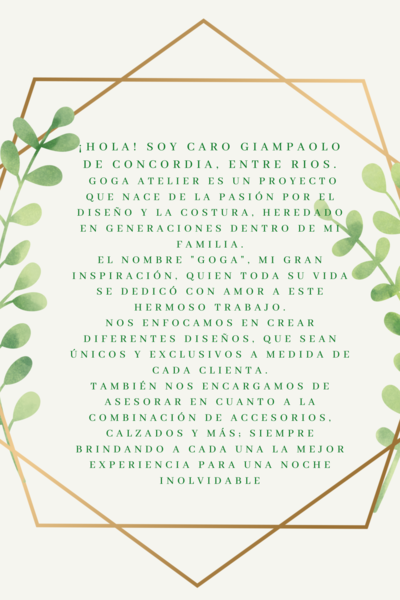 ¡HOLA! SOY CARO GIAMPAOLO
DE CONCORDIA, ENTRE RIOS.
GOGA ATELIER ES UN PROYECTO
QUE NACE DE LA PASIÓN POR EL
DISEÑO Y LA COSTURA, HEREDADO
EN GENERACIONES DENTRO DE MI
FAMILIA.
EL NOMBRE "GOGA", MI GRAN
INSPIRACIÓN, QUIEN TODA SU VIDA
SE DEDICÓ CON AMOR A ESTE
HERMOSO TRABAJO.
NOS ENFOCAMOS EN CREAR
DIFERENTES DISEÑOS, QUE SEAN
ÚNICOS Y EXCLUSIVOS A MEDIDA DE
CADA CLIENTA.
TAMBIÉN NOS ENCARGAMOS DE
ASESORAR EN CUANTO A LA
COMBINACIÓN DE ACCESORIOS,
CALZADOS Y MÁS; SIEMPRE
BRINDANDO A CADA UNA LA MEJOR
EXPERIENCIA PARA UNA NOCHE
INOLVIDABLE